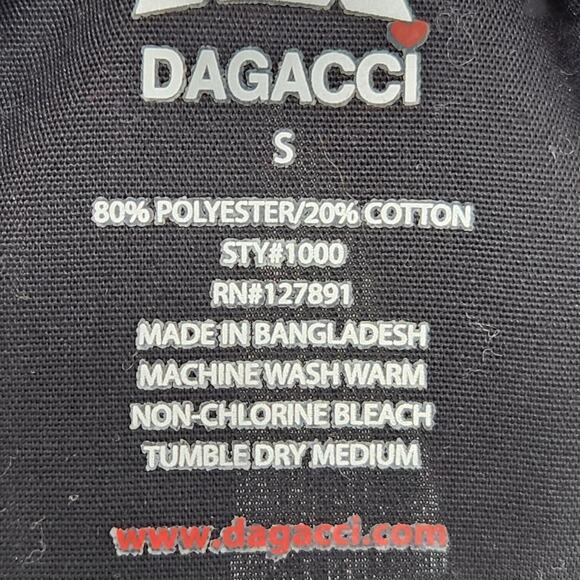 DAGACCI
S
80% POLYESTER/20% COTTON
STY#1000
RN#127891
MADE IN BANGLADESH
MACHINE WASH WARM
NON-CHLORINE BLEACH
TUMBLE DRY MEDIUM
www.dagacci.com